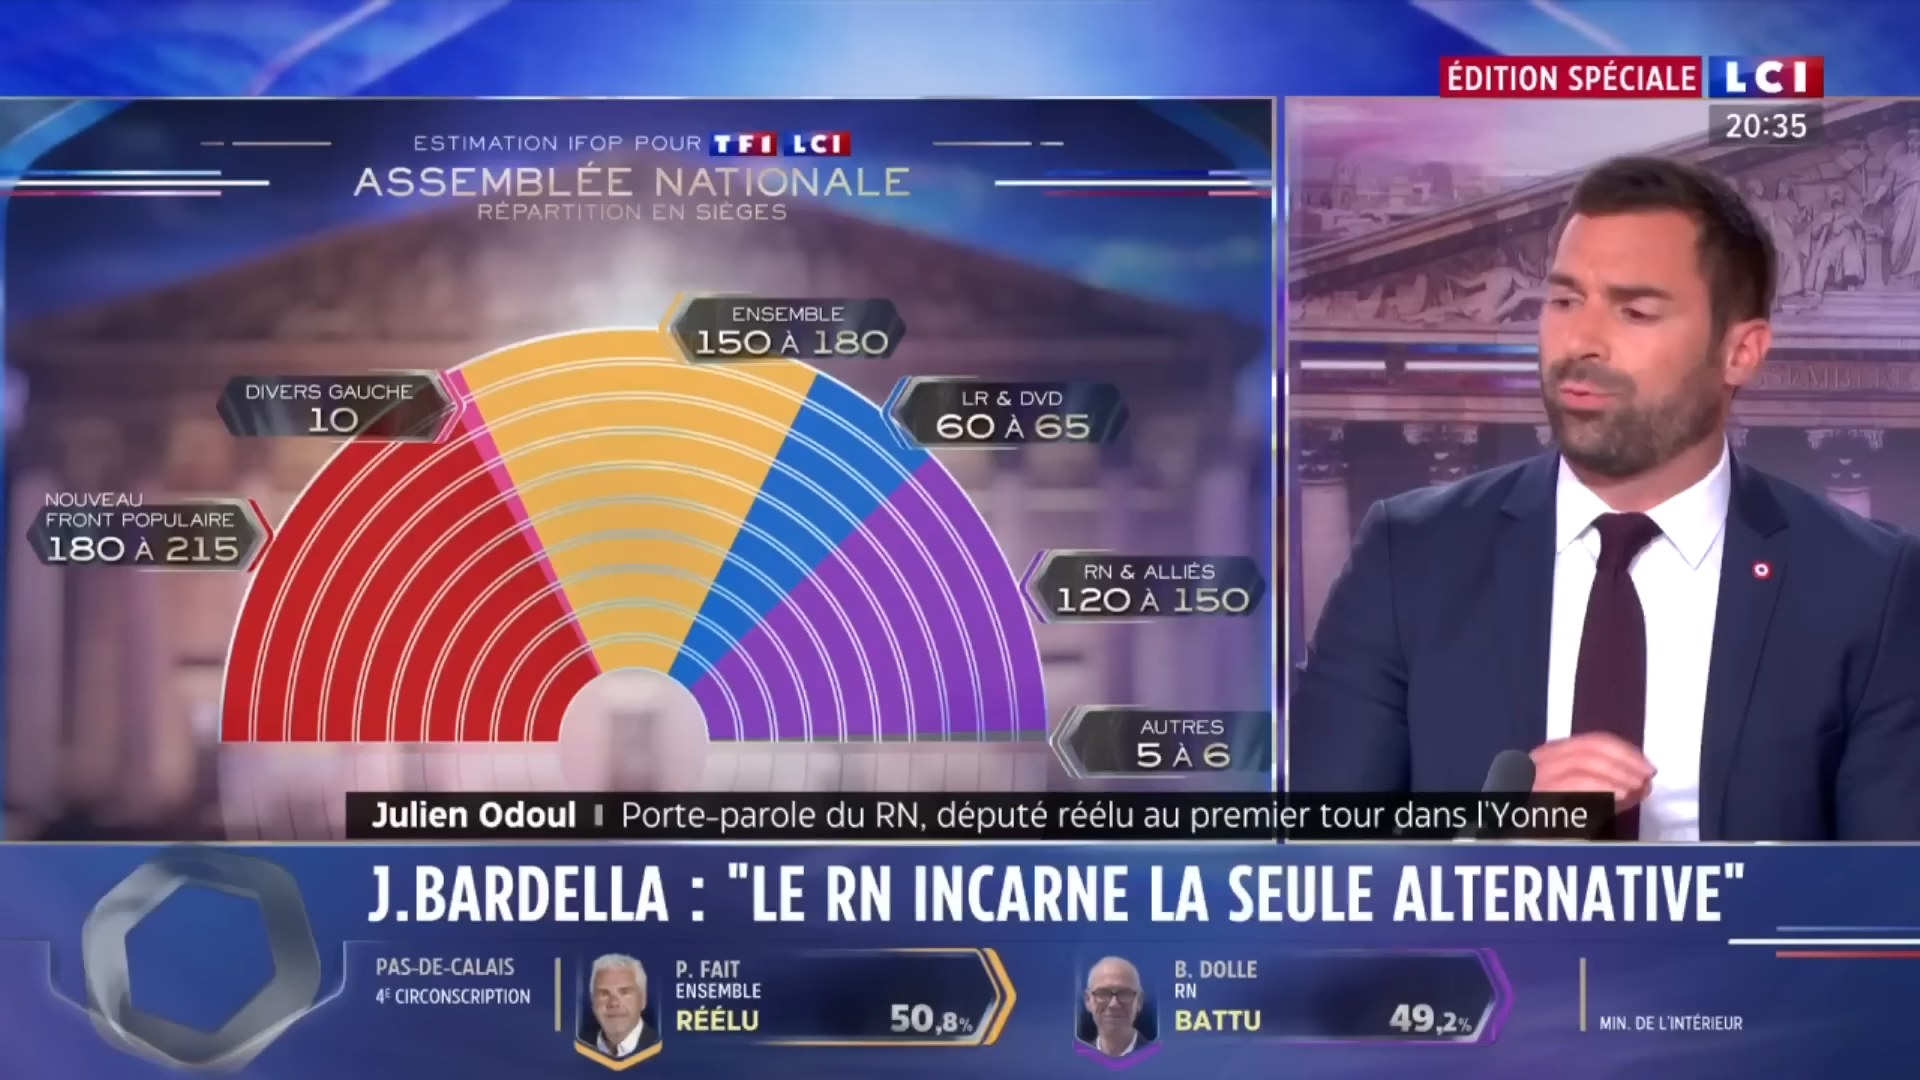 ÉDITION SPÉCIALE LCI
20:35
ESTIMATION IFOP POUR TF1 LCI
ASSEMBLÉE NATIONALE
RÉPARTITION EN SIÈGES
ENSEMBLE
150 À 180
DIVERS GAUCHE
10
LR & DVD
60 À 65
NOUVEAU
FRONT POPULAIRE
180 À 215
RN & ALLIÉS
120 À 150
AUTRES
5 À 6
Julien Odoul | Porte-parole du RN, député réélu au premier tour dans l'Yonne
J.BARDELLA : "LE RN INCARNE LA SEULE ALTERNATIVE"
PAS-DE-CALAIS
4E CIRCONSCRIPTION
P. FAIT
ENSEMBLE
RÉÉLU 50,8%
B. DOLLE
RN
BATTU 49,2%
MIN. DE L'INTÉRIEUR